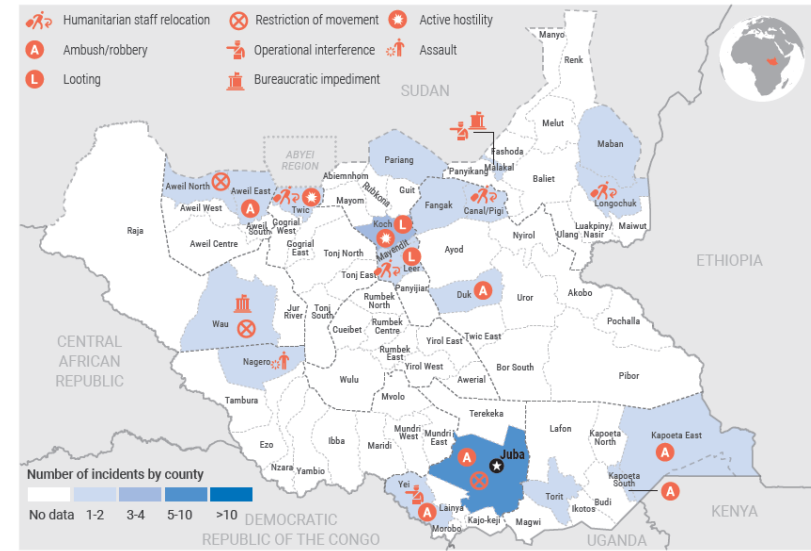 Humanitarian staff relocation
Restriction of movement
Active hostility
A
Ambush/robbery
Operational interference
Assault
L
Looting
Bureaucratic impediment
SUDAN
Manyo
Renk
Melut
Maban
Fashoda
Malakal
Panyikang
Baliet
Longochuk
ABYEI
REGION
Pariang
Abiemnhom
Rubkona
Guit
Mayom
Aweil North
Aweil East
A
Twic
Aweil West
Aweil
South
Gogrial
West
Aweil Centre
Raja
Gogrial
East
Tonj North
Koch
L
Mayendit
L
Leer
Fangak
Canal/Pigi
Nyirol
Ulang
Luakpiny/
Nasir
Maiwut
Ayod
Tonj East
Panyijiar
Duk
A
Uror
Akobo
ETHIOPIA
Wau
Jur
River
Tonj
South
Rumbek
North
Cueibet
Rumbek
Centre
Rumbek
East
Yirol East
Yirol West
Twic East
Pochalla
CENTRAL
AFRICAN
REPUBLIC
Nagero
Wulu
Awerial
Bor South
Pibor
Tambura
Mvolo
Terekeka
Ezo
Nzara
Yambio
Ibba
Maridi
Mundri
West
Mundri
East
Juba
A
Lafon
Kapoeta
North
Kapoeta East
A
Kapoeta
South
A
Yei
A
Lainya
Morobo
Kajo-keji
Magwi
Torit
Ikotos
Budi
Number of incidents by county
No data
1-2
3-4
5-10
>10
DEMOCRATIC
REPUBLIC OF THE CONGO
UGANDA
KENYA